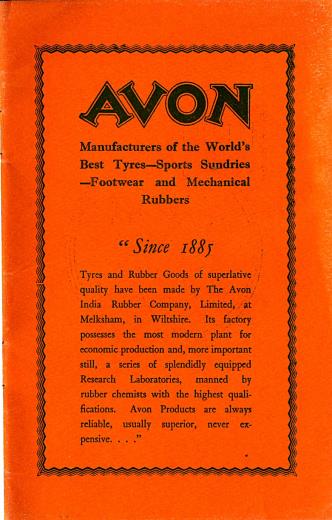 AVON
Manufacturers of the World's
Best Tyres—Sports Sundries
—Footwear and Mechanical
Rubbers
“ Since 1885
Tyres and Rubber Goods of superlative
quality have been made by The Avon
India Rubber Company, Limited, at
Melksham, in Wiltshire. Its factory
possesses the most modern plant for
economic production and, more important
still, a series of splendidly equipped
Research Laboratories, manned by
rubber chemists with the highest quali-
fications. Avon Products are always
reliable, usually superior, never ex-
pensive. . . .”